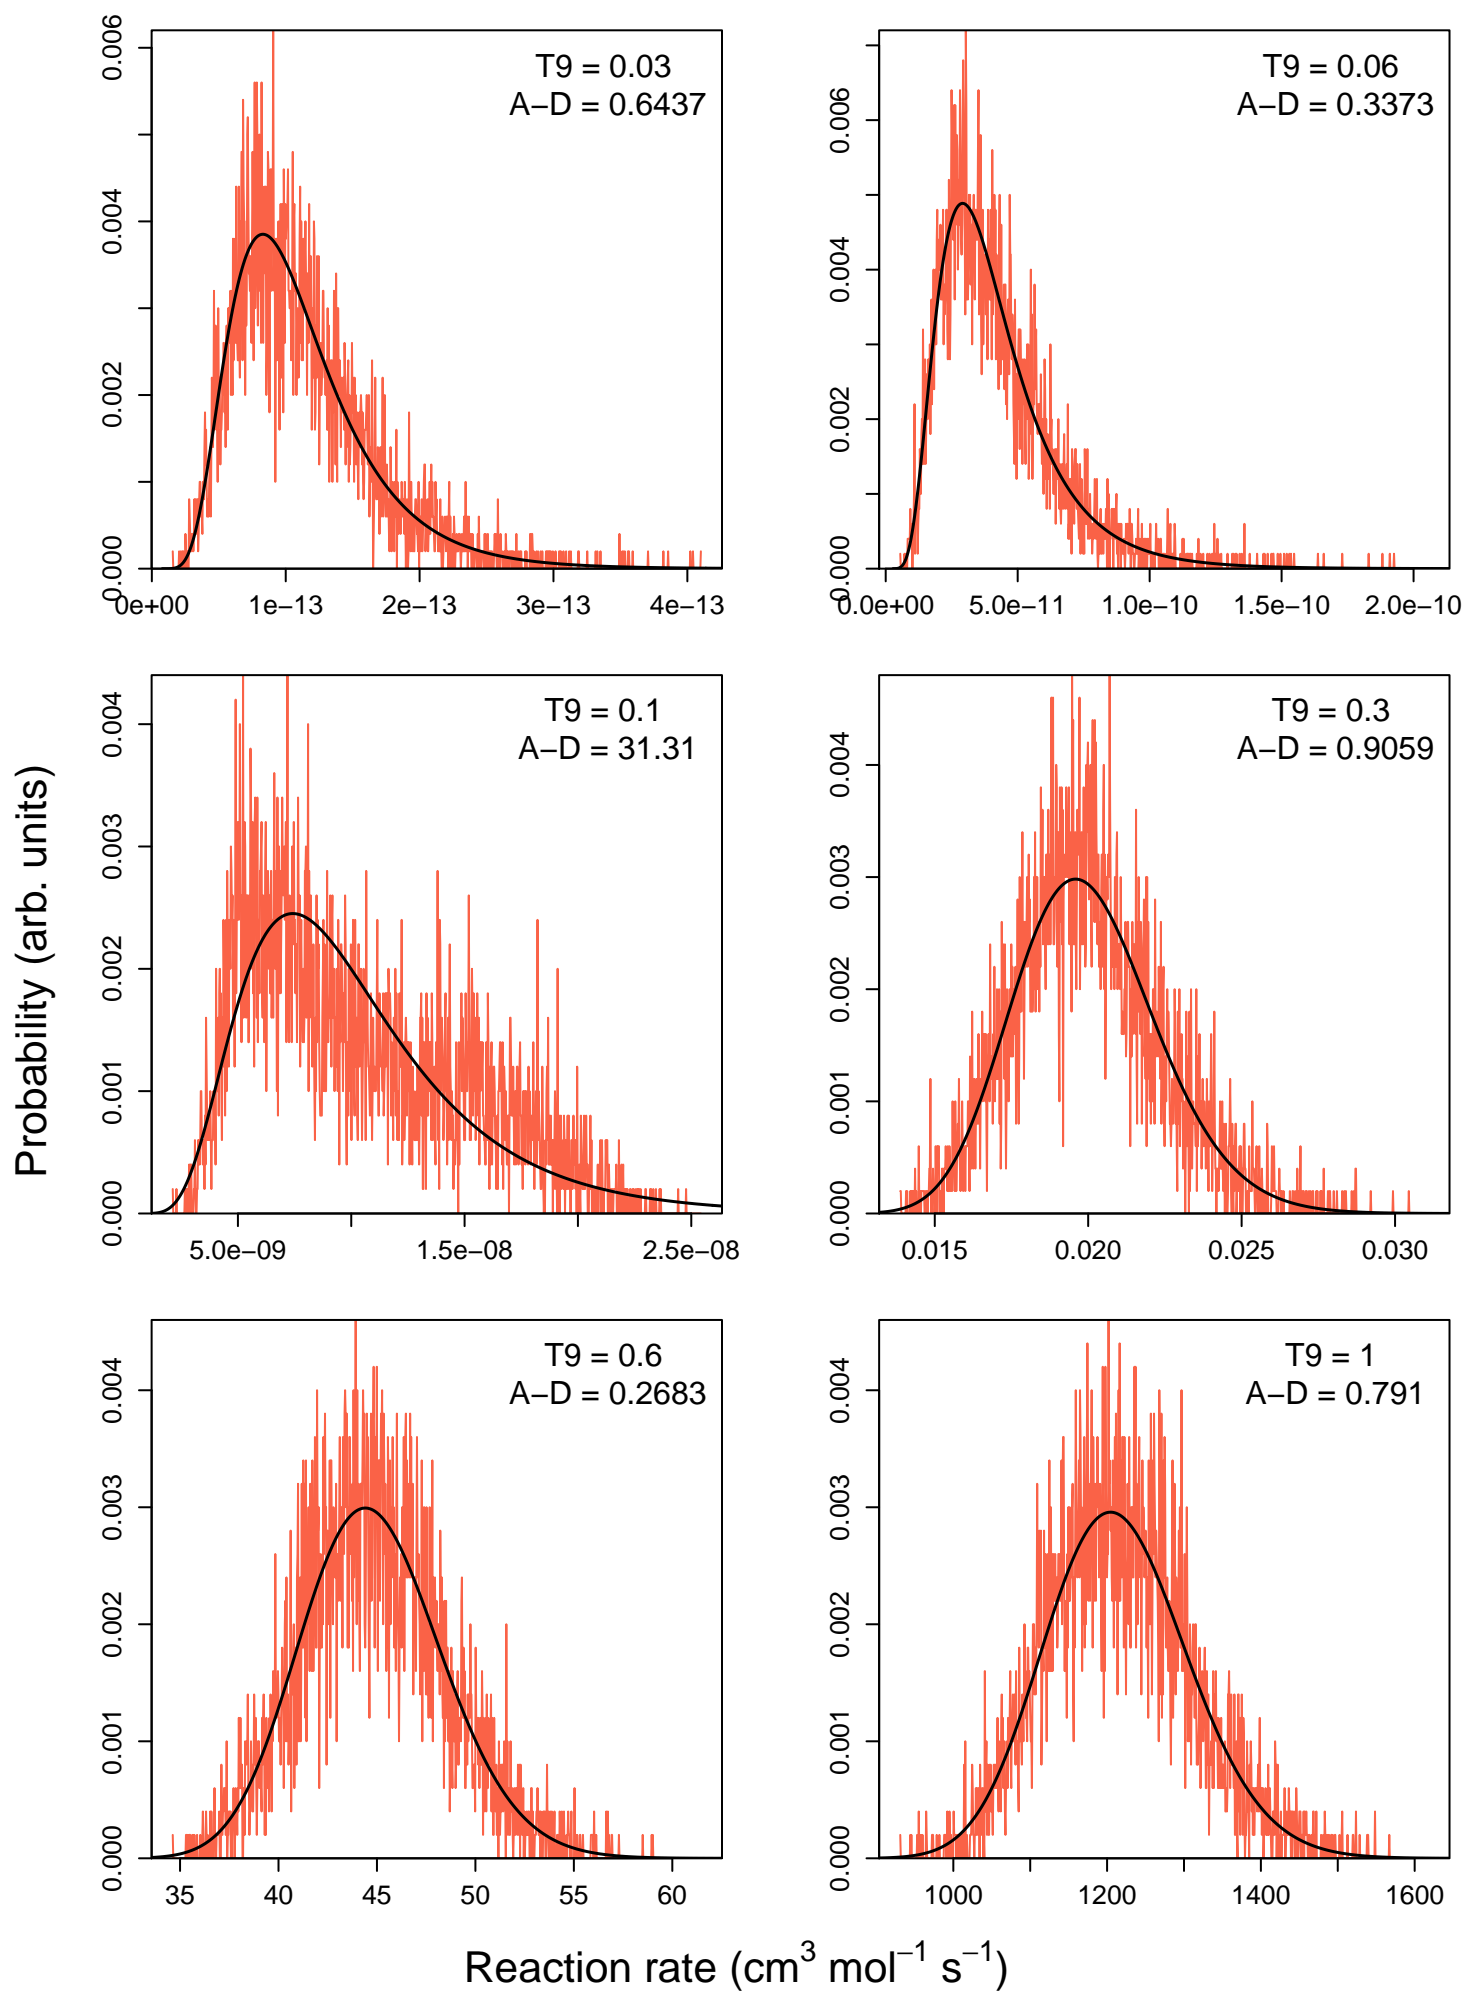 T9 = 0.03
A−D = 0.6437
0.000
0.002
0.004
0.006
0e+00 1e−13 2e−13 3e−13 4e−13
T9 = 0.06
A−D = 0.3373
0.000
0.002
0.004
0.006
0.0e+00 5.0e−11 1.0e−10 1.5e−10 2.0e−10
T9 = 0.1
A−D = 31.31
0.000
0.001
0.002
0.003
0.004
5.0e−09 1.5e−08 2.5e−08
T9 = 0.3
A−D = 0.9059
0.000
0.001
0.002
0.003
0.004
0.015 0.020 0.025 0.030
T9 = 0.6
A−D = 0.2683
0.000
0.001
0.002
0.003
0.004
35 40 45 50 55 60
T9 = 1
A−D = 0.791
0.000
0.001
0.002
0.003
0.004
1000 1200 1400 1600
Probability (arb. units)
Reaction rate (cm³ mol⁻¹ s⁻¹)